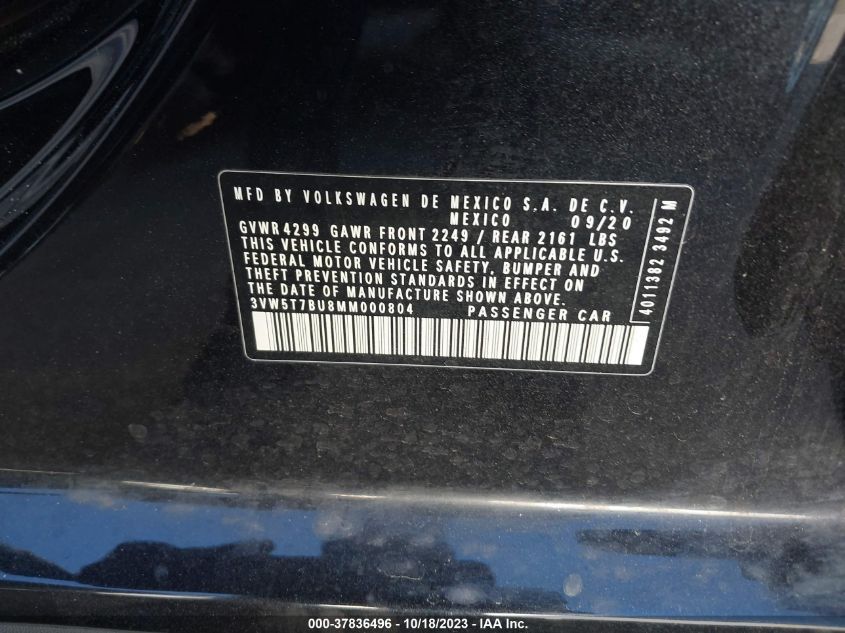 MFD BY VOLKSWAGEN DE MEXICO S.A. DE C.V.
MEXICO 09/20
GVWR 4299 GAWR FRONT 2249 / REAR 2161 LBS
THIS VEHICLE CONFORMS TO ALL APPLICABLE U.S.
FEDERAL MOTOR VEHICLE SAFETY, BUMPER AND
THEFT PREVENTION STANDARDS IN EFFECT ON
THE DATE OF MANUFACTURE SHOWN ABOVE.
3VW5T7BU8MM000804 PASSENGER CAR
4011382 3492 M
000-37836496 - 10/18/2023 - IAA Inc.